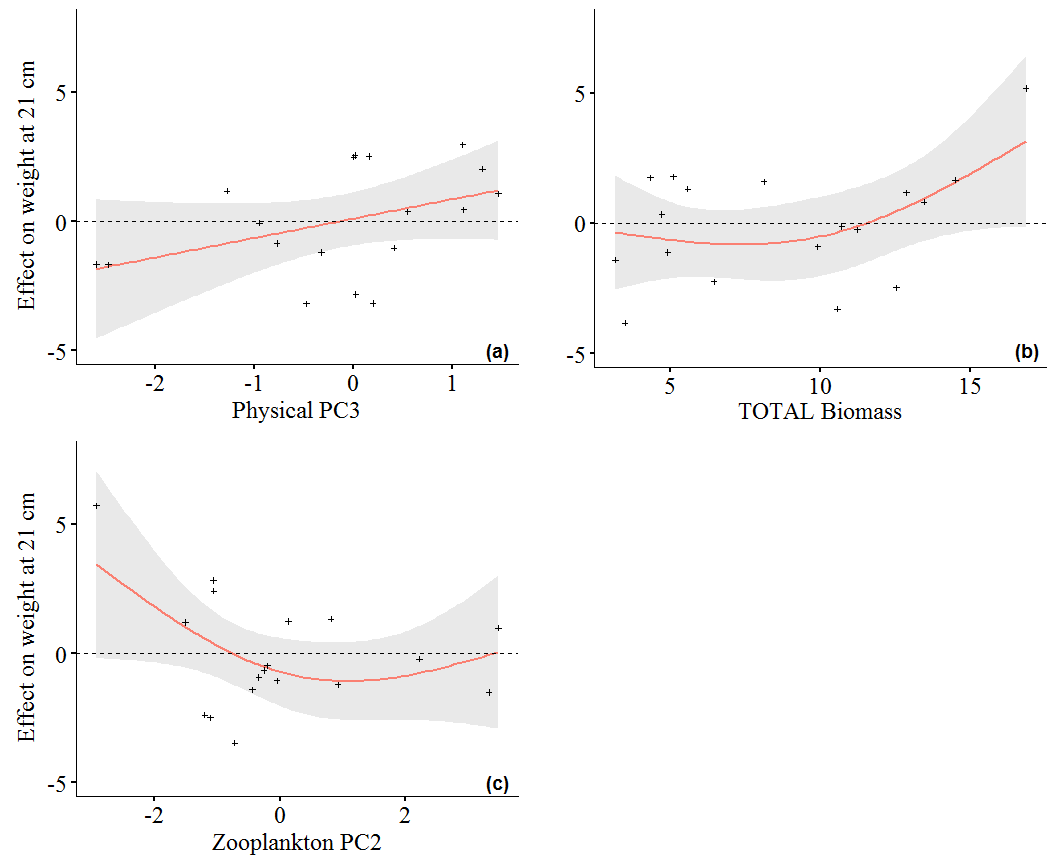 Effect on weight at 21 cm
5
0
-5
(a)
-2
-1
0
1
Physical PC3
5
0
-5
(b)
5
10
15
TOTAL Biomass
Effect on weight at 21 cm
5
0
-5
(c)
-2
0
2
Zooplankton PC2